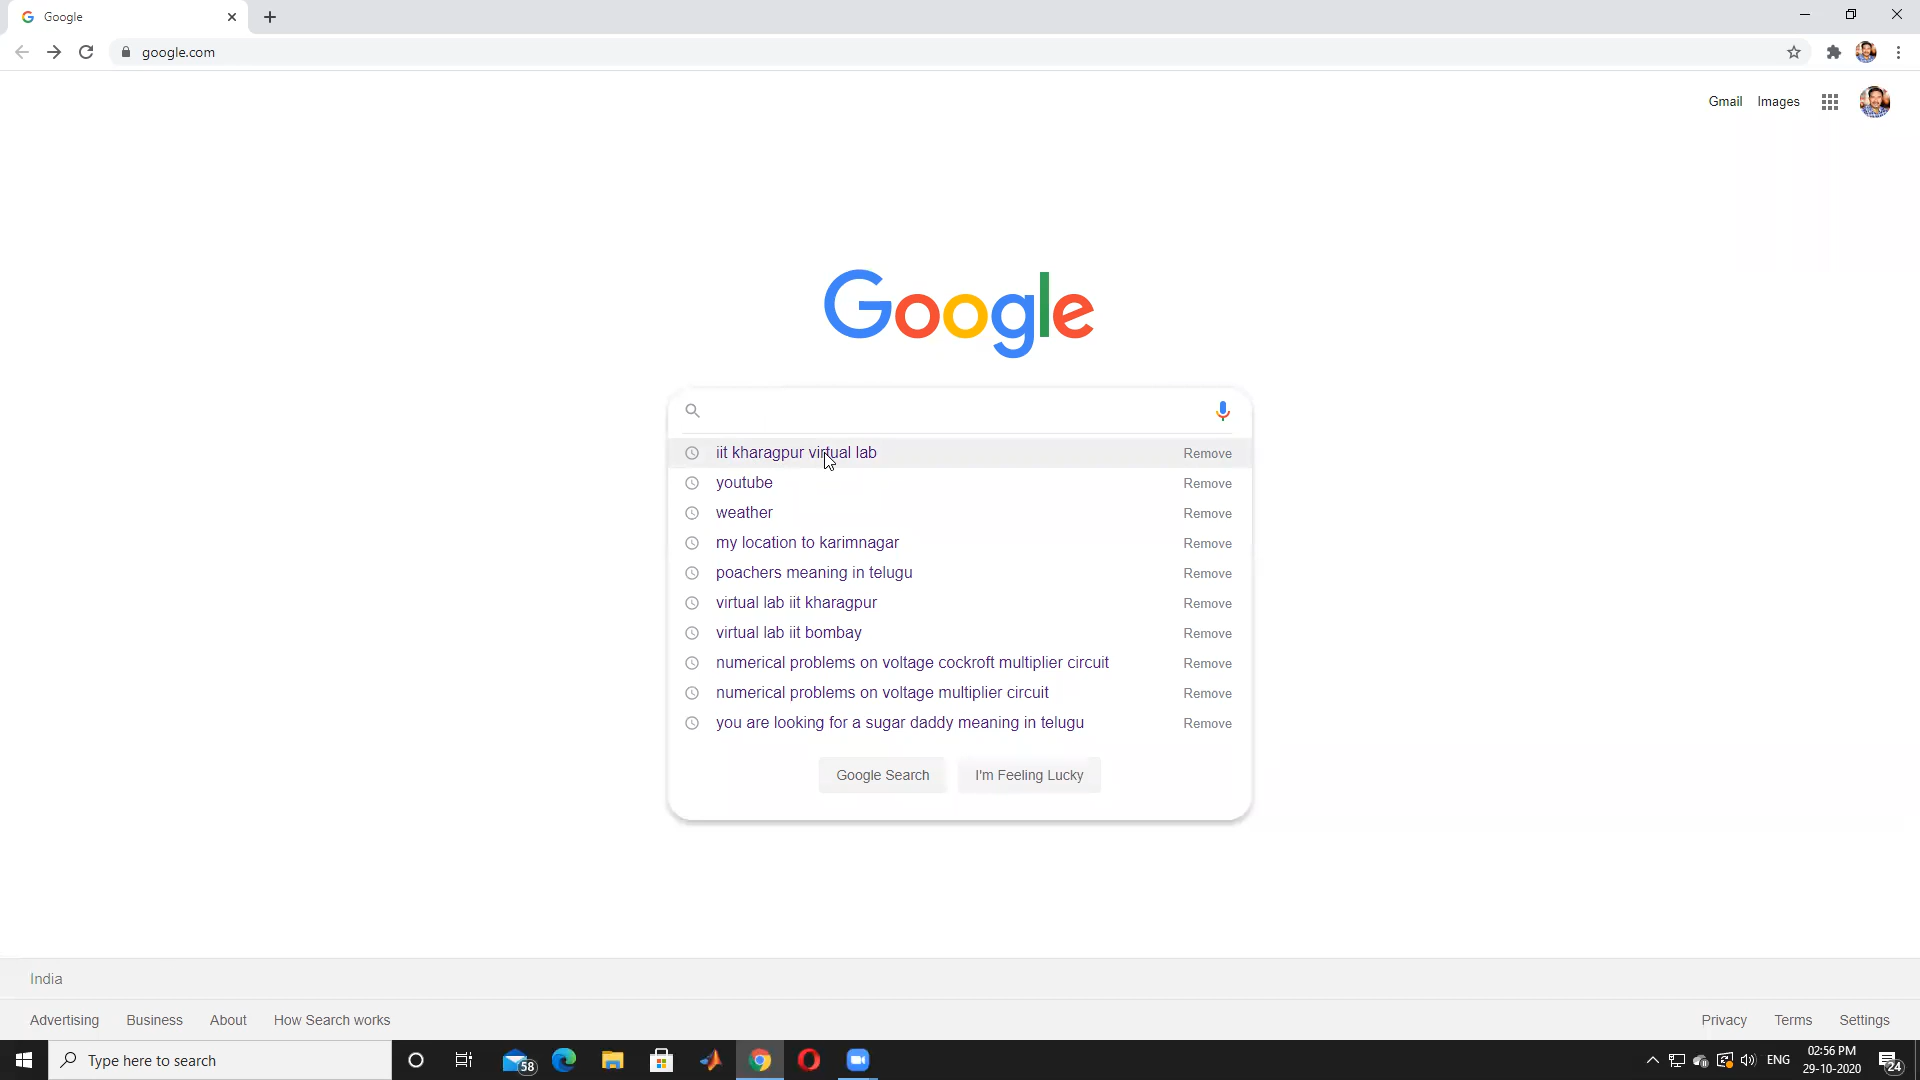 Google
google.com
Gmail Images
Google
iit kharagpur virtual lab Remove
youtube Remove
weather Remove
my location to karimnagar Remove
poachers meaning in telugu Remove
virtual lab iit kharagpur Remove
virtual lab iit bombay Remove
numerical problems on voltage cockroft multiplier circuit Remove
numerical problems on voltage multiplier circuit Remove
you are looking for a sugar daddy meaning in telugu Remove
Google Search I'm Feeling Lucky
India
Advertising Business About How Search works Privacy Terms Settings
Type here to search 58 ENG 02:56 PM 24
29-10-2020